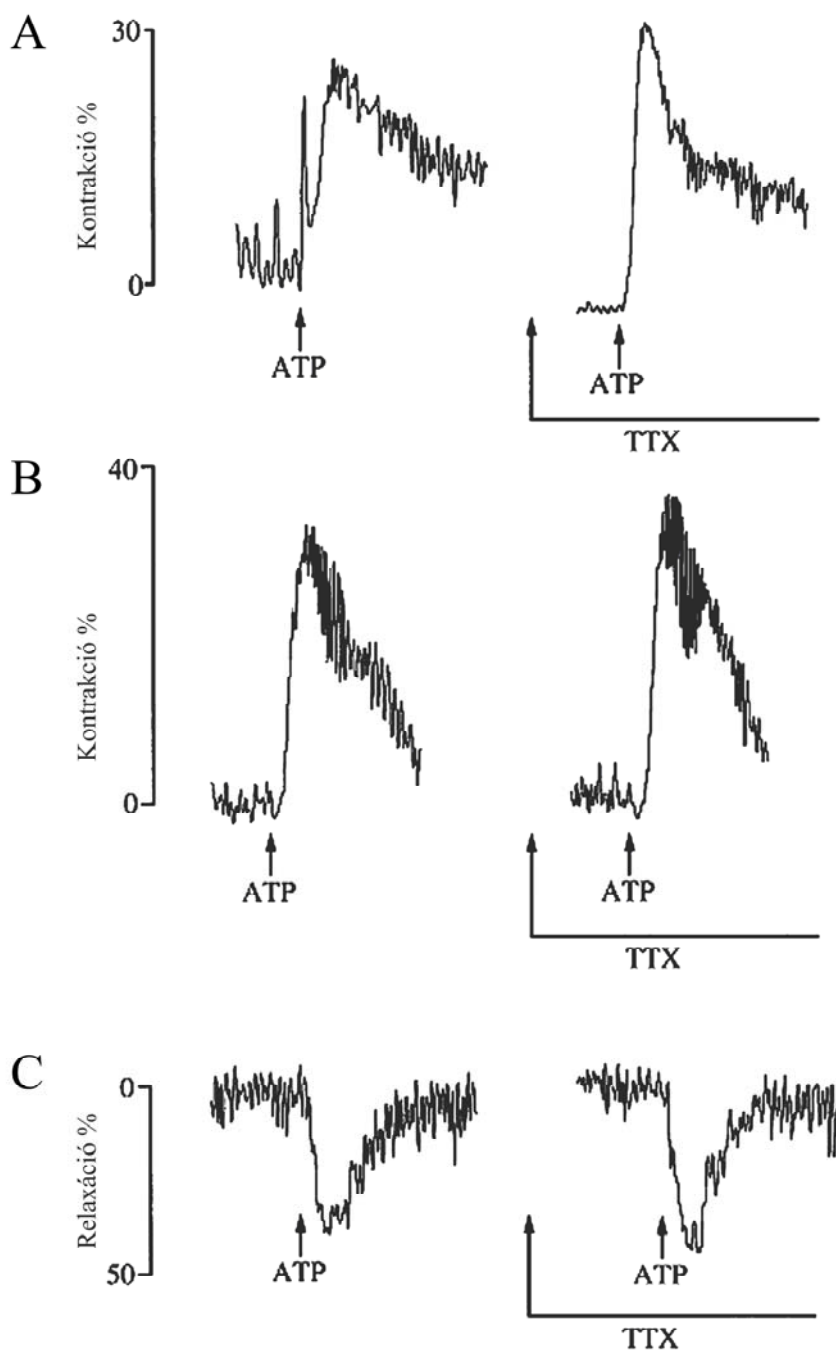 A
30
Kontrakció %
0
ATP
ATP
TTX
B
40
Kontrakció %
0
ATP
ATP
TTX
C
0
Relaxáció %
50
ATP
ATP
TTX